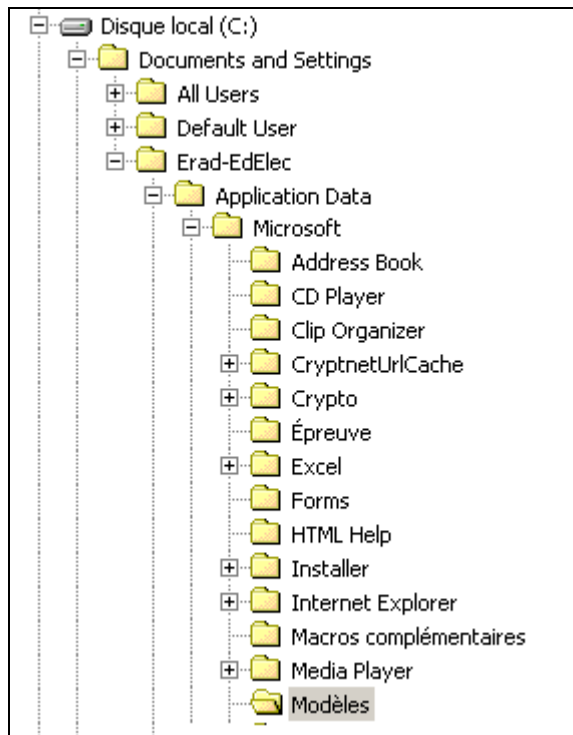 Disque local (C:)
Documents and Settings
All Users
Default User
Erad-EdElec
Application Data
Microsoft
Address Book
CD Player
Clip Organizer
CryptnetUrlCache
Crypto
Épreuve
Excel
Forms
HTML Help
Installer
Internet Explorer
Macros complémentaires
Media Player
Modèles